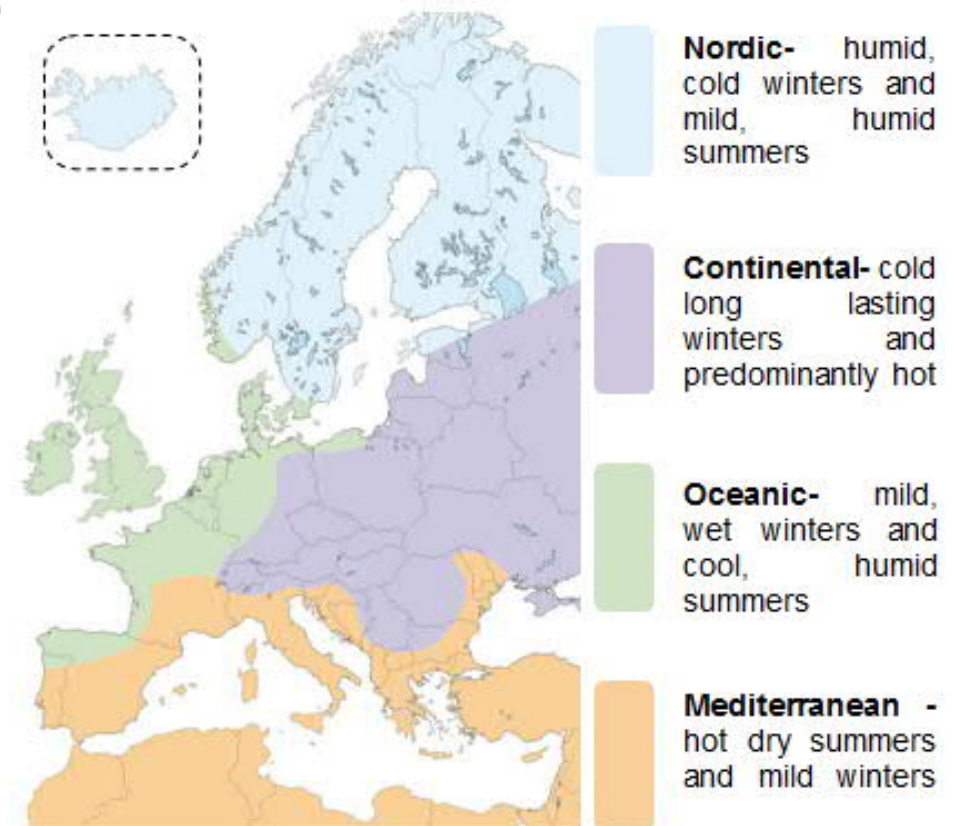 Nordic- humid,
cold winters and
mild, humid
summers
Continental- cold
long lasting
winters and
predominantly hot
Oceanic- mild,
wet winters and
cool, humid
summers
Mediterranean -
hot dry summers
and mild winters